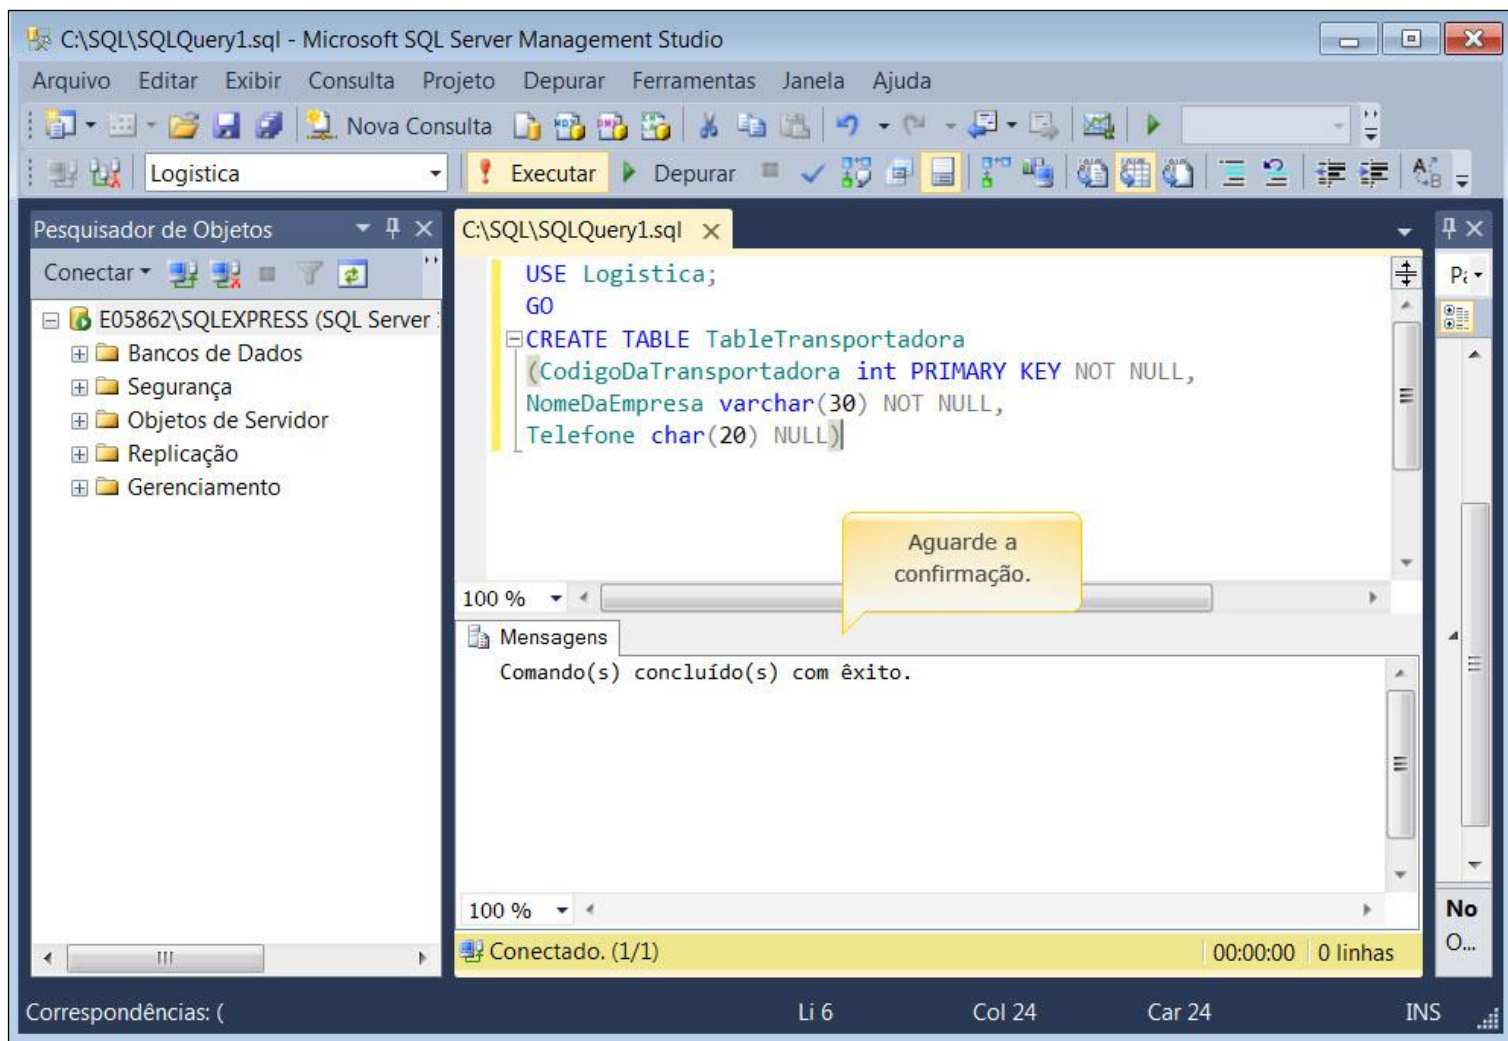 C:\SQL\SQLQuery1.sql - Microsoft SQL Server Management Studio
Arquivo Editar Exibir Consulta Projeto Depurar Ferramentas Janela Ajuda
Nova Consulta
Logistica Executar Depurar
Pesquisador de Objetos
Conectar
E05862\SQLEXPRESS (SQL Server
Bancos de Dados
Segurança
Objetos de Servidor
Replicação
Gerenciamento
C:\SQL\SQLQuery1.sql
USE Logistica;
GO
CREATE TABLE TableTransportadora
(CodigoDaTransportadora int PRIMARY KEY NOT NULL,
NomeDaEmpresa varchar(30) NOT NULL,
Telefone char(20) NULL)
Aguarde a
confirmação.
100 %
Mensagens
Comando(s) concluído(s) com êxito.
100 %
Conectado. (1/1) 00:00:00 0 linhas
No
O...
Correspondências: ( Li 6 Col 24 Car 24 INS